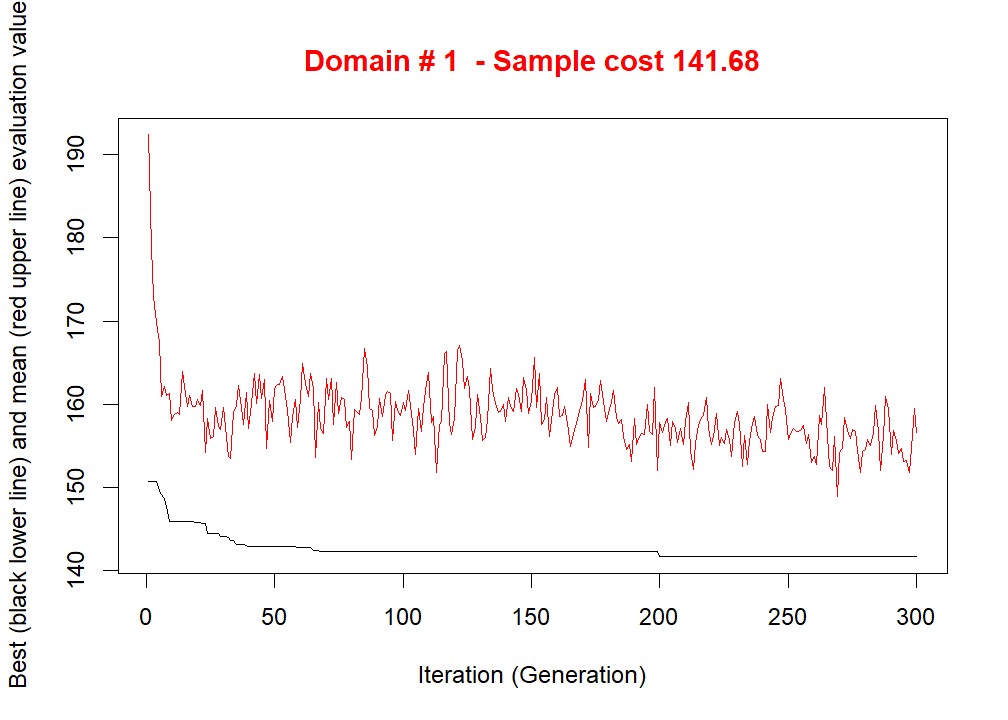 Domain # 1  - Sample cost 141.68
Best (black lower line) and mean (red upper line) evaluation value
190
180
170
160
150
140
0 50 100 150 200 250 300
Iteration (Generation)